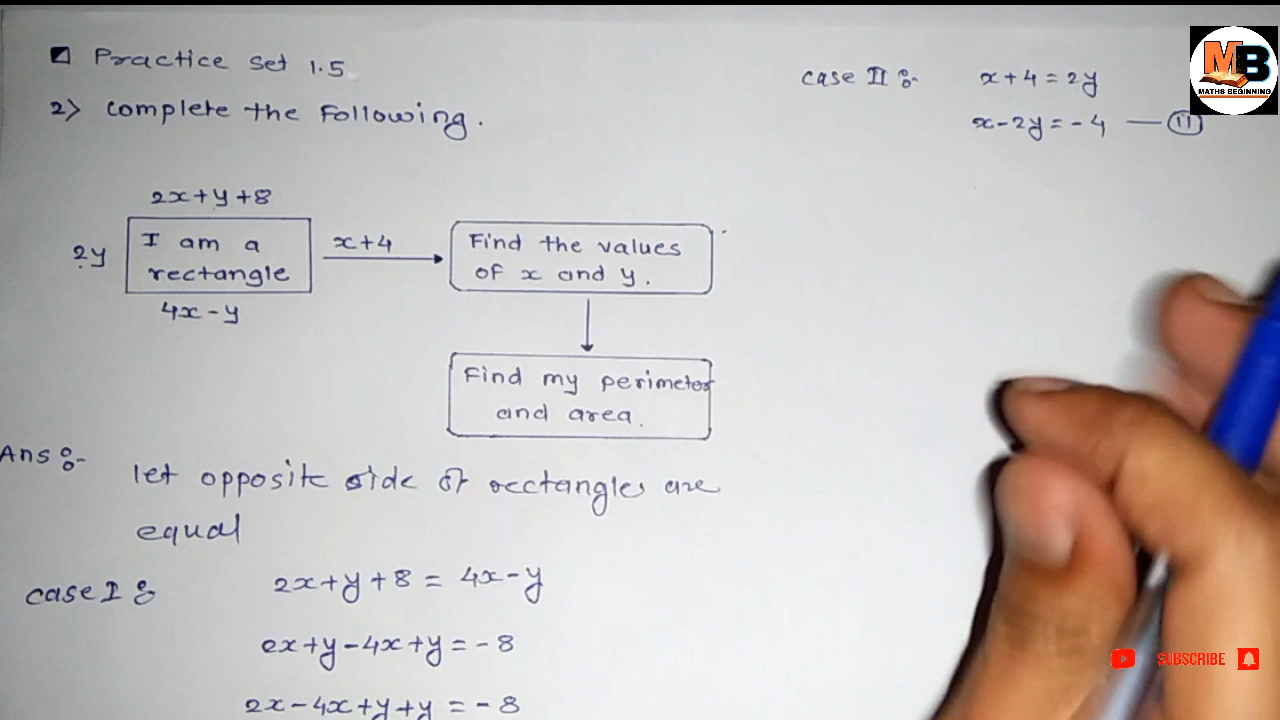 Practice set 1.5
2) Complete the Following.
2x+y+8
2y
I am a
rectangle
4x-y
x+4
Find the values
of x and y.
Find my perimeter
and area.
Ans :-
let opposite side of rectangles are
equal
case I :
2x+y+8 = 4x-y
2x+y-4x+y = -8
2x-4x+y+y = -8
case II :-
x+4 = 2y
x-2y = -4 — II
MB
MATHS BEGINNING
SUBSCRIBE